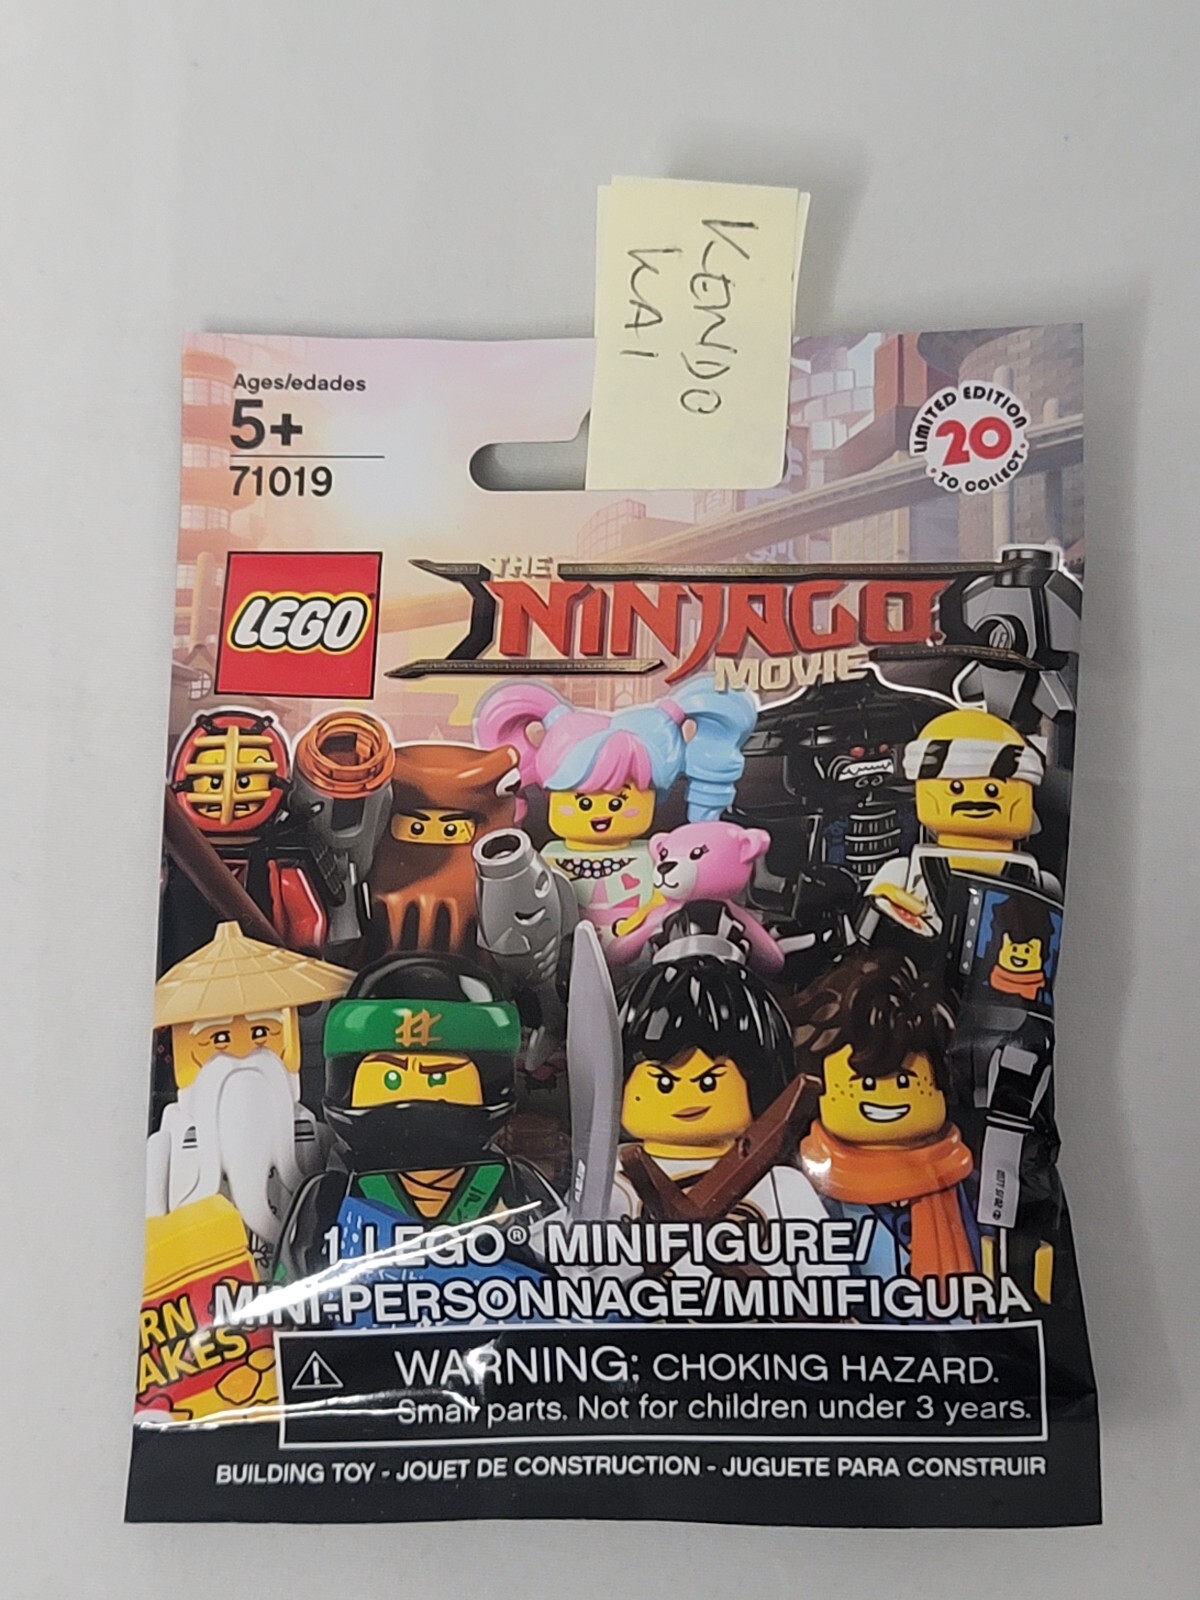 KENDO
KAI
Ages/edades
5+
71019
LIMITED EDITION
20
TO COLLECT
LEGO
THE
NINJAGO
MOVIE
1 LEGO® MINIFIGURE/
MINI-PERSONNAGE/MINIFIGURA
RN
AKES
WARNING: CHOKING HAZARD.
Small parts. Not for children under 3 years.
BUILDING TOY - JOUET DE CONSTRUCTION - JUGUETE PARA CONSTRUIR